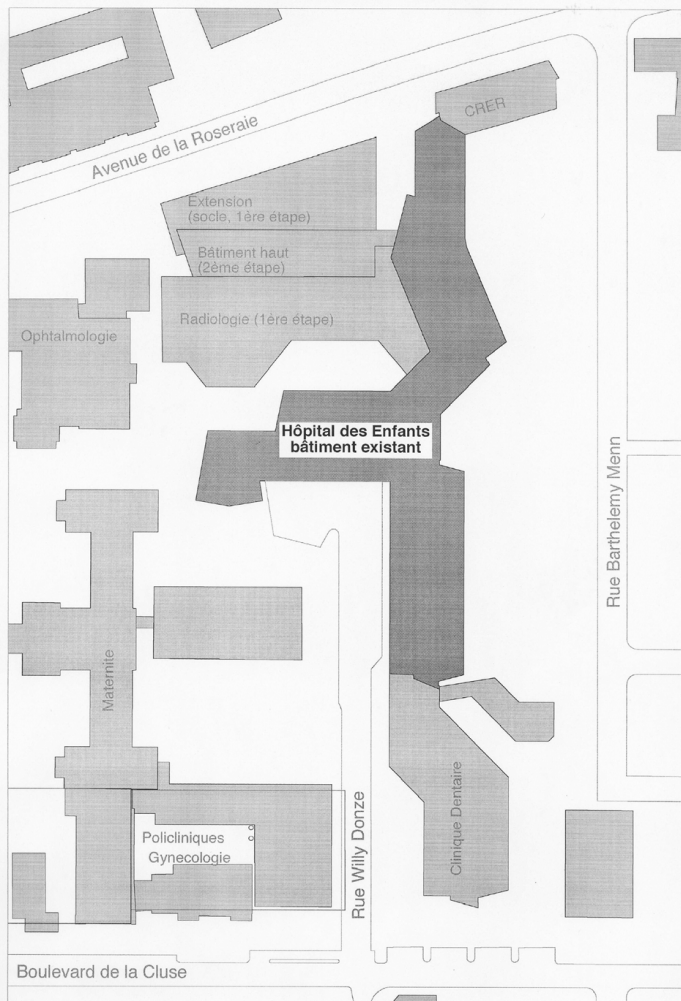 CRER
Avenue de la Roseraie
Extension
(socle, 1ère étape)
Bâtiment haut
(2ème étape)
Radiologie (1ère étape)
Ophtalmologie
Hôpital des Enfants
bâtiment existant
Rue Barthelemy Menn
Maternite
Clinique Dentaire
Rue Willy Donze
Policliniques
Gynecologie
Boulevard de la Cluse